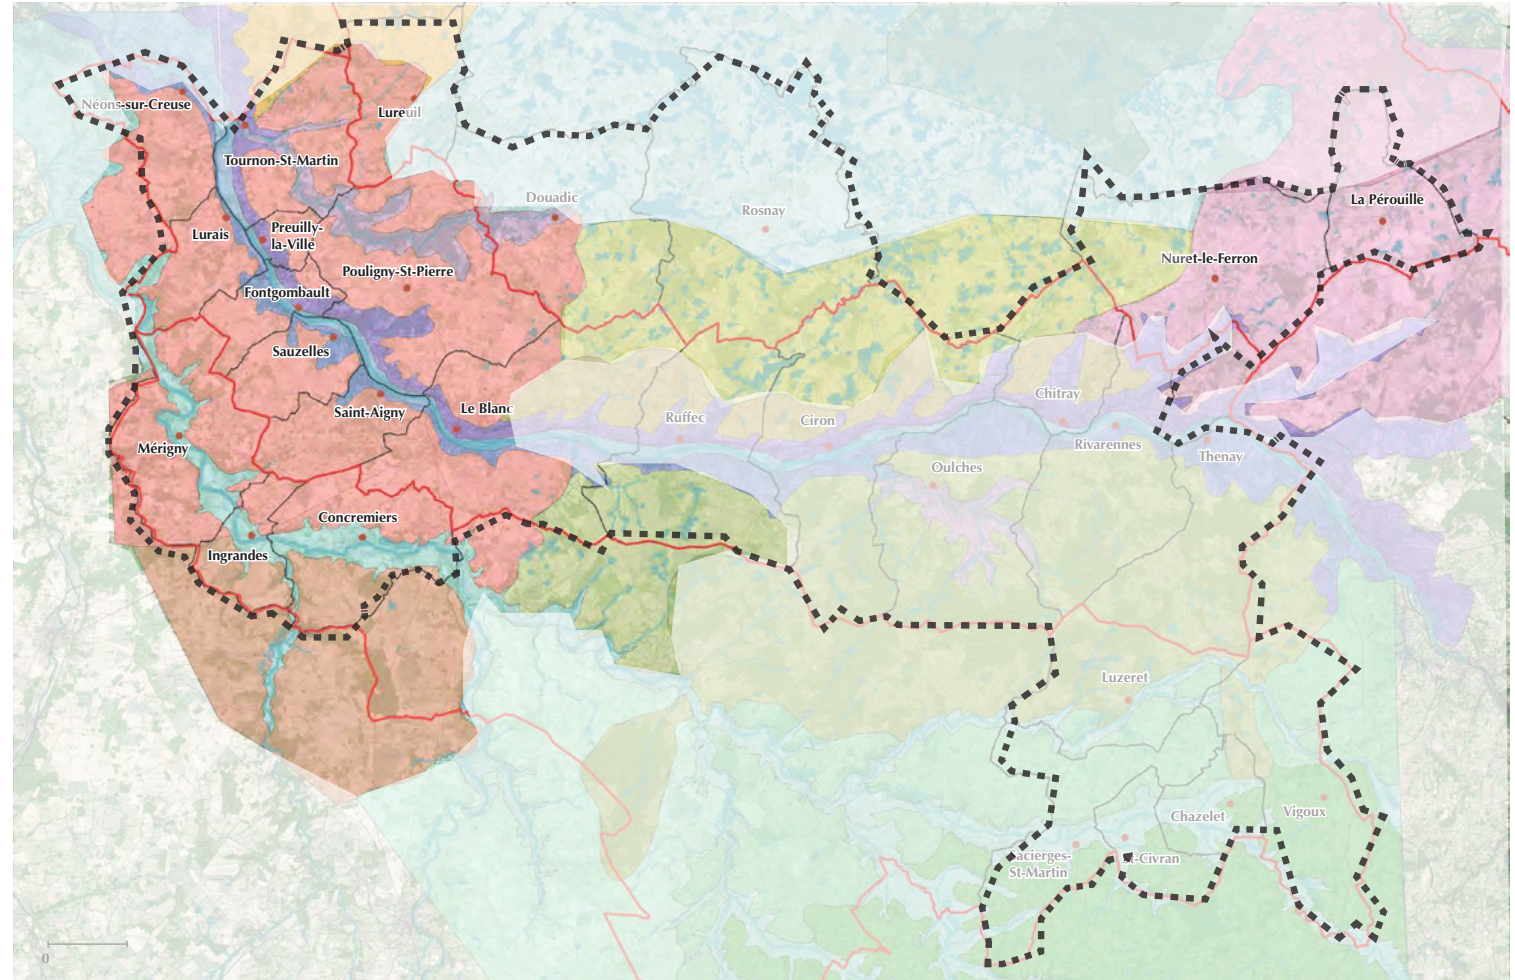 Néons-sur-Creuse
Lureuil
Tournon-St-Martin
Douadic
Rosnay
La Pérouille
Lurais
Preuilly-
la-Ville
Pouligny-St-Pierre
Nuret-le-Ferron
Fontgombault
Sauzelles
Saint-Aigny
Le Blanc
Chitray
Ruffec
Ciron
Rivarennes
Thenay
Mérigny
Oulches
Concremiers
Ingrandes
Luzeret
Chazelet
Vigoux
Sacierges-
St-Martin
St-Civran
0